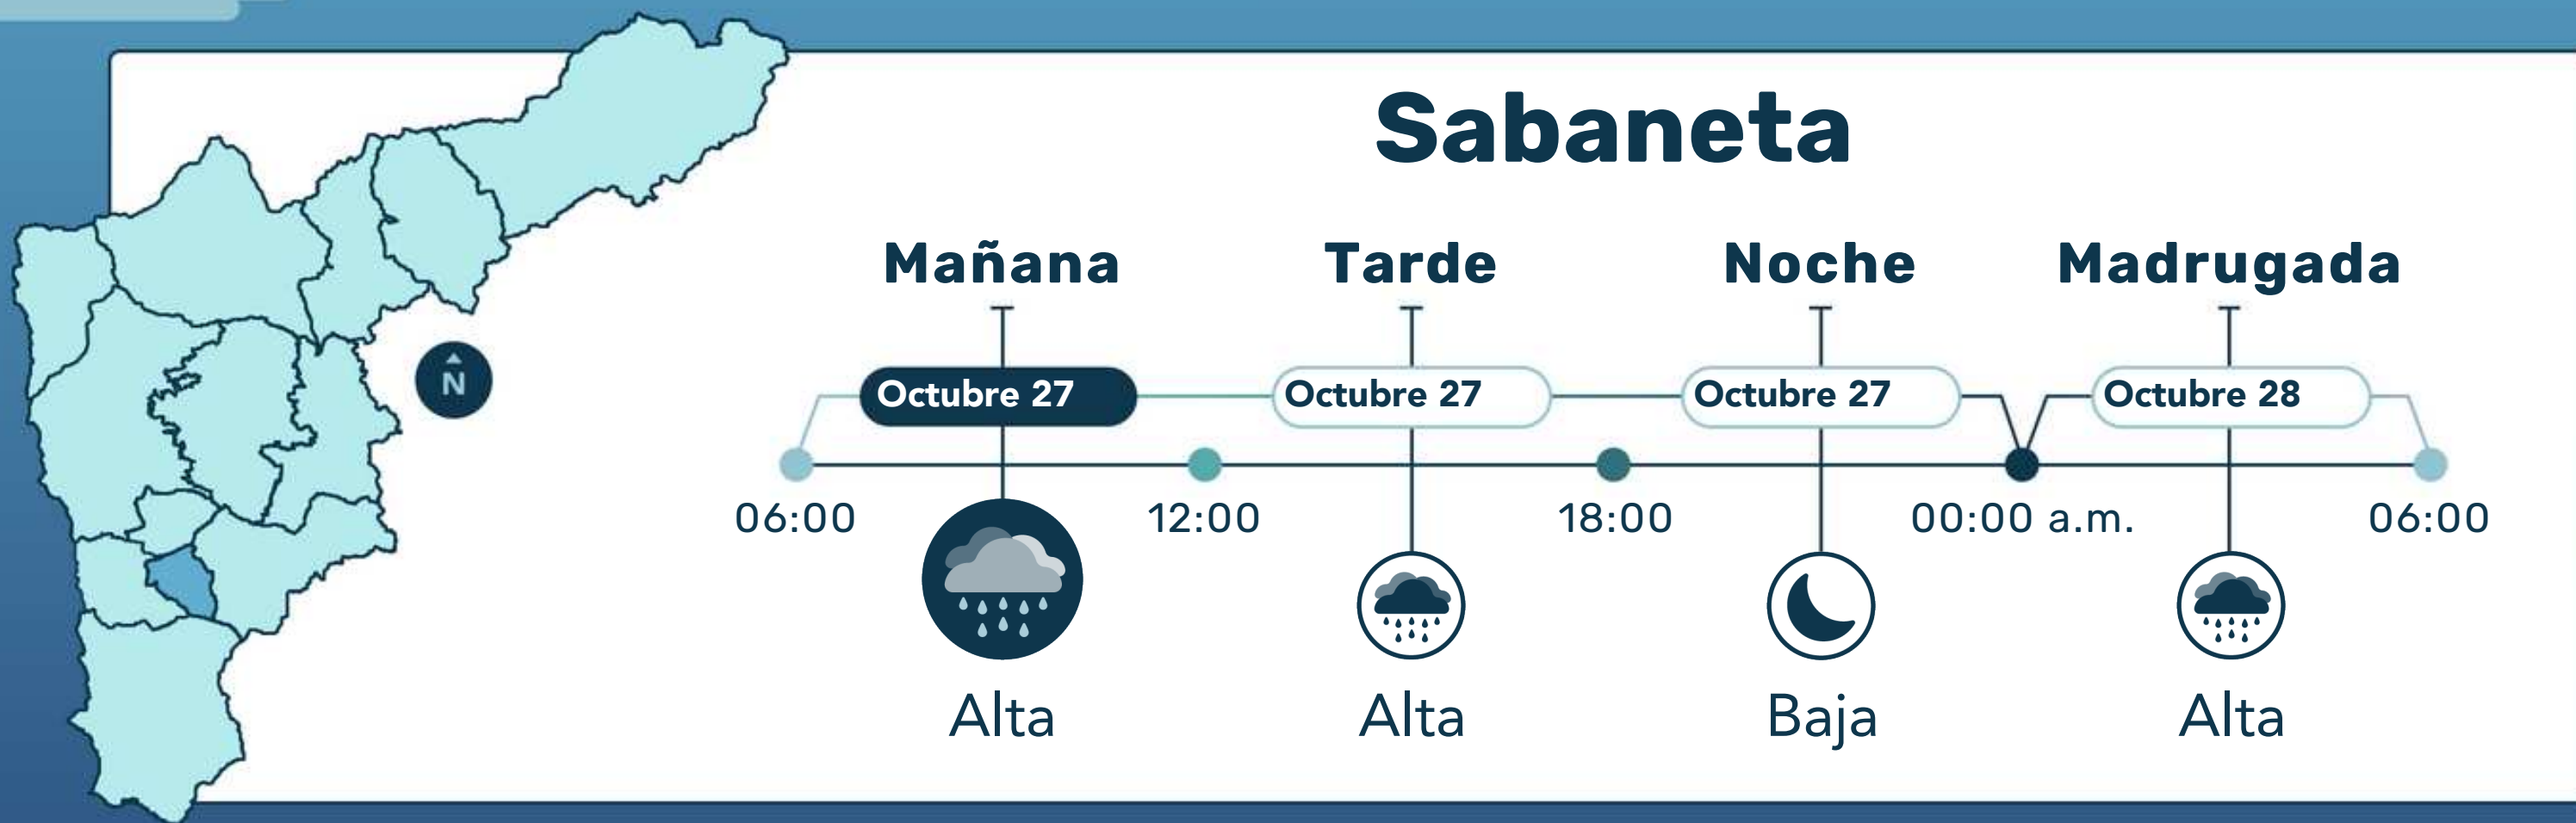 Sabaneta
Mañana Tarde Noche Madrugada
N
Octubre 27 Octubre 27 Octubre 27 Octubre 28
06:00 12:00 18:00 00:00 a.m. 06:00
Alta Alta Baja Alta